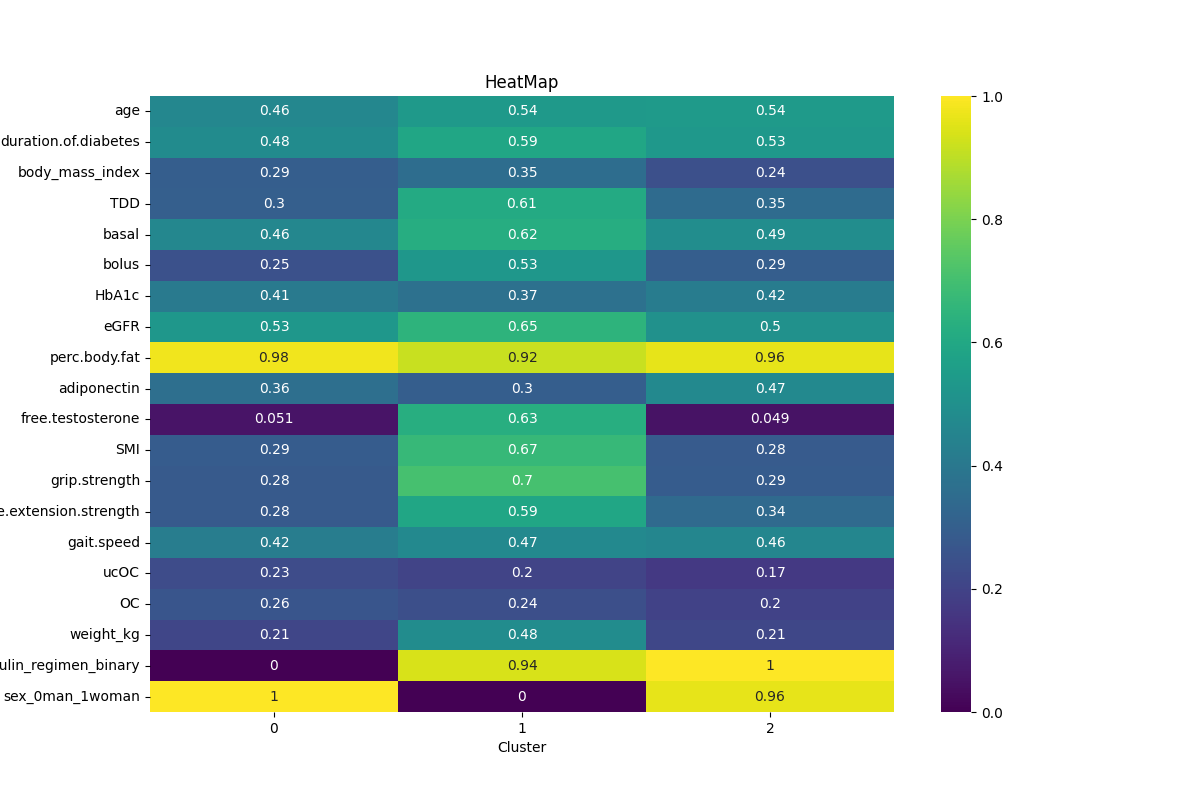 HeatMap
age 0.46 0.54 0.54
duration.of.diabetes 0.48 0.59 0.53
body_mass_index 0.29 0.35 0.24
TDD 0.3 0.61 0.35
basal 0.46 0.62 0.49
bolus 0.25 0.53 0.29
HbA1c 0.41 0.37 0.42
eGFR 0.53 0.65 0.5
perc.body.fat 0.98 0.92 0.96
adiponectin 0.36 0.3 0.47
free.testosterone 0.051 0.63 0.049
SMI 0.29 0.67 0.28
grip.strength 0.28 0.7 0.29
e.extension.strength 0.28 0.59 0.34
gait.speed 0.42 0.47 0.46
ucOC 0.23 0.2 0.17
OC 0.26 0.24 0.2
weight_kg 0.21 0.48 0.21
ulin_regimen_binary 0 0.94 1
sex_0man_1woman 1 0 0.96
0 1 2
Cluster
1.0
0.8
0.6
0.4
0.2
0.0